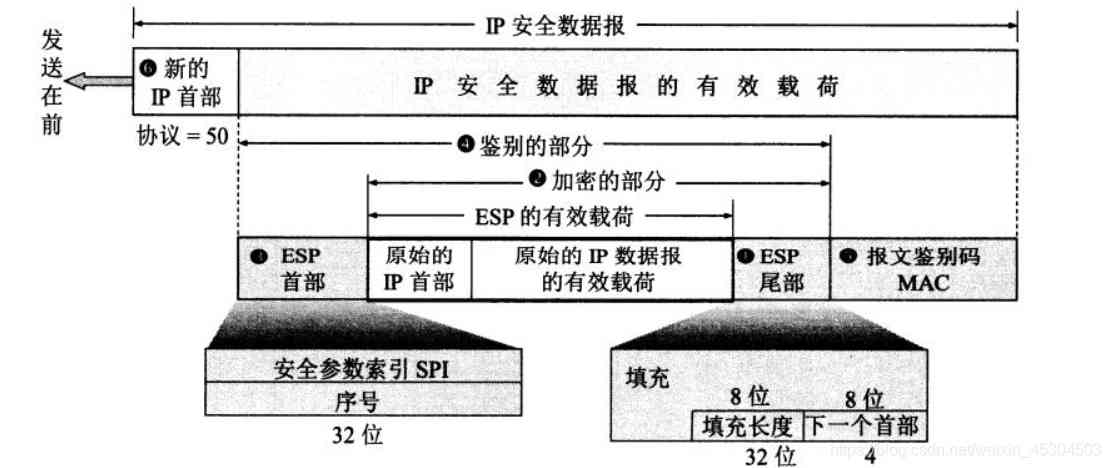 IP 安全数据报
发送在前
❻ 新的
IP 首部
IP 安 全 数 据 报 的 有 效 载 荷
协议 = 50
❹ 鉴别的部分
❷ 加密的部分
ESP 的有效载荷
❸ ESP
首部
原始的
IP 首部
原始的 IP 数据报
的有效载荷
❶ ESP
尾部
❺ 报文鉴别码
MAC
安全参数索引 SPI
序号
32 位
填充
8 位
8 位
填充长度
下一个首部
32 位
4
https://blog.csdn.net/weixin_45304503